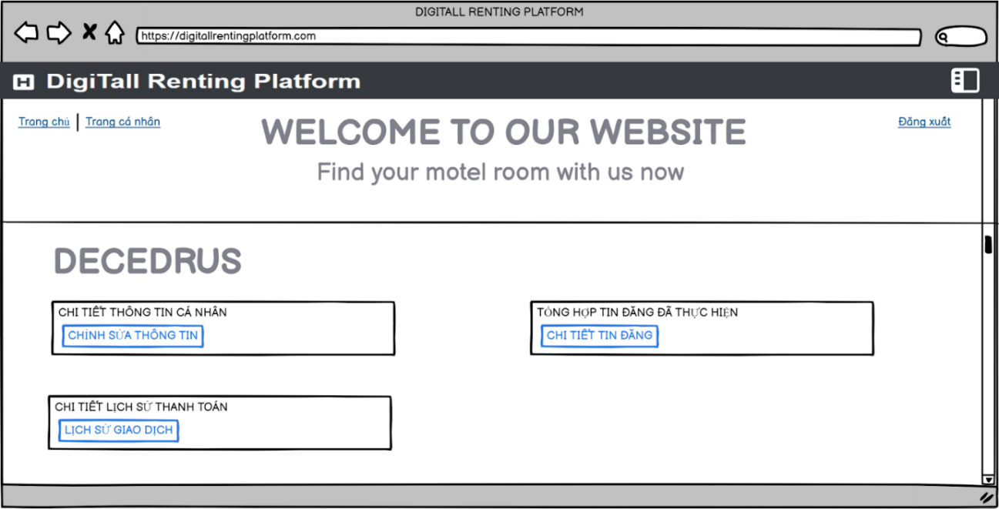 DIGITALL RENTING PLATFORM
https://digitallrentingplatform.com
H DigiTall Renting Platform
Trang chủ | Trang cá nhân
Đăng xuất
WELCOME TO OUR WEBSITE
Find your motel room with us now
DECEDRUS
CHI TIẾT THÔNG TIN CÁ NHÂN
CHỈNH SỬA THÔNG TIN
TỔNG HỢP TIN ĐĂNG ĐÃ THỰC HIỆN
CHI TIẾT TIN ĐĂNG
CHI TIẾT LỊCH SỬ THANH TOÁN
LỊCH SỬ GIAO DỊCH